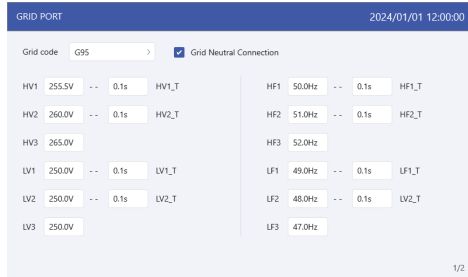 GRID PORT 2024/01/01 12:00:00
Grid code G95 > Grid Neutral Connection
HV1 255.5V -- 0.1s HV1_T HF1 50.0Hz -- 0.1s HF1_T
HV2 260.0V -- 0.1s HV2_T HF2 51.0Hz -- 0.1s HF2_T
HV3 265.0V HF3 52.0Hz
LV1 250.0V -- 0.1s LV1_T LF1 49.0Hz -- 0.1s LF1_T
LV2 250.0V -- 0.1s LV2_T LF2 48.0Hz -- 0.1s LV2_T
LV3 250.0V LF3 47.0Hz
1/2